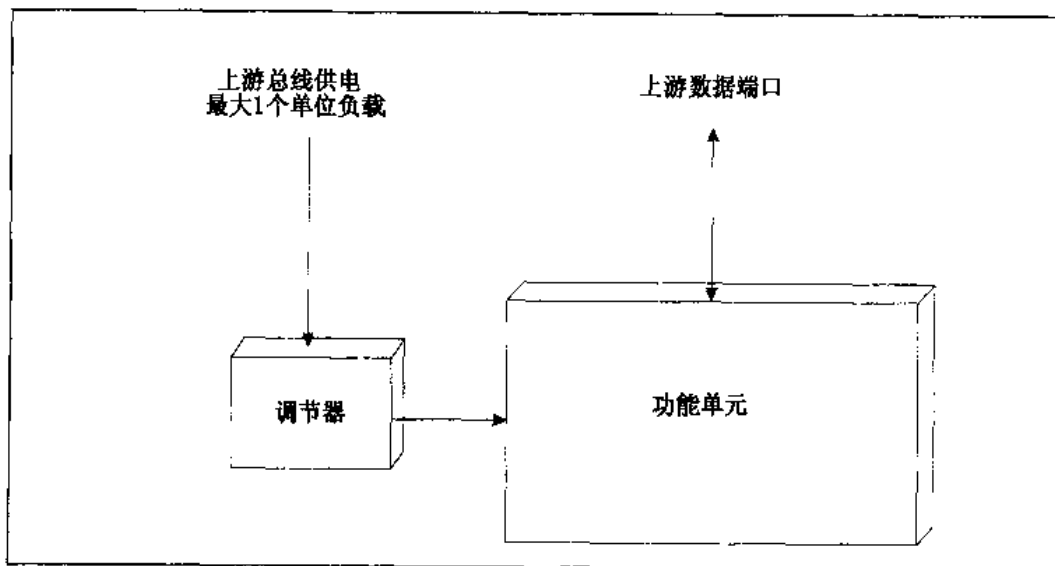 上游总线供电
最大1个单位负载
上游数据端口
调节器
功能单元